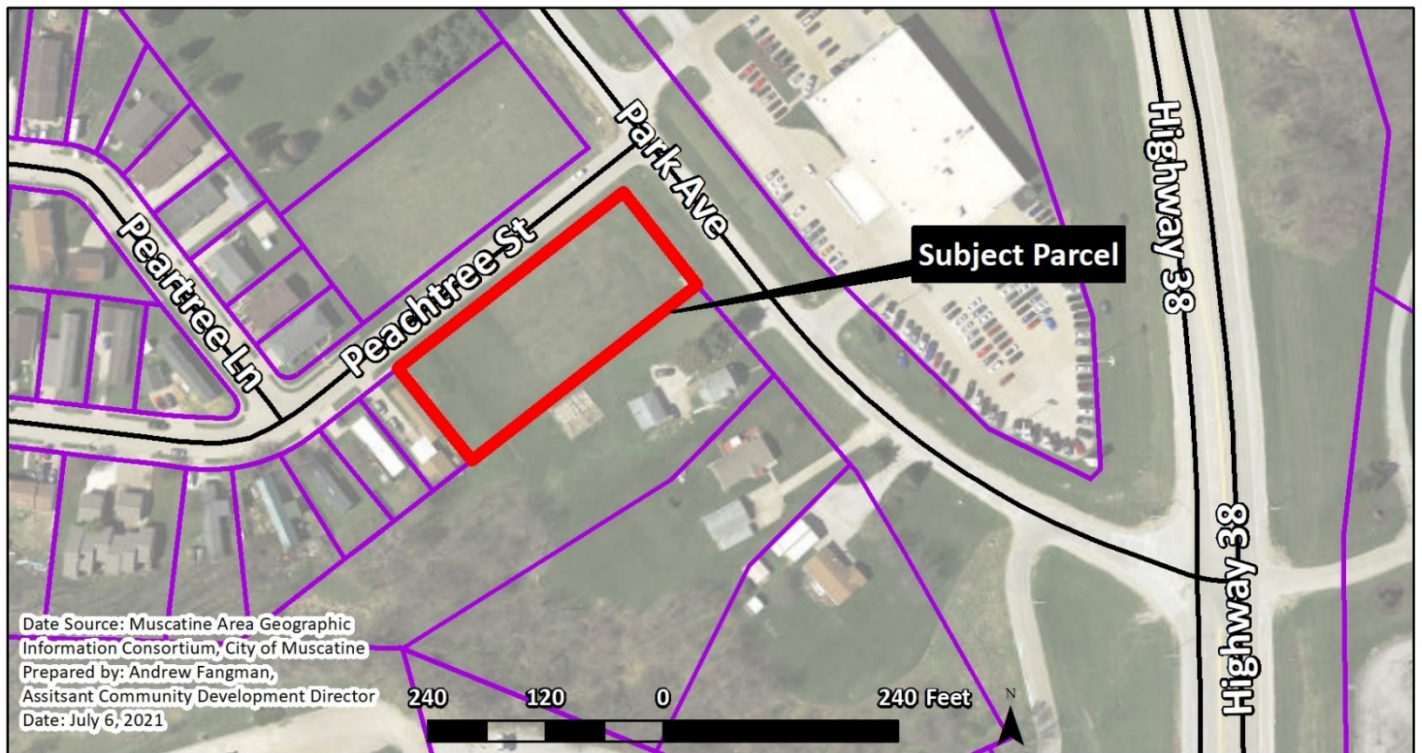 Park Ave
Highway 38
Subject Parcel
Peartree Ln
Peachtree St
Highway 38
Date Source: Muscatine Area Geographic
Information Consortium, City of Muscatine
Prepared by: Andrew Fangman,
Assitsant Community Development Director
Date: July 6, 2021
240 120 0 240 Feet
N